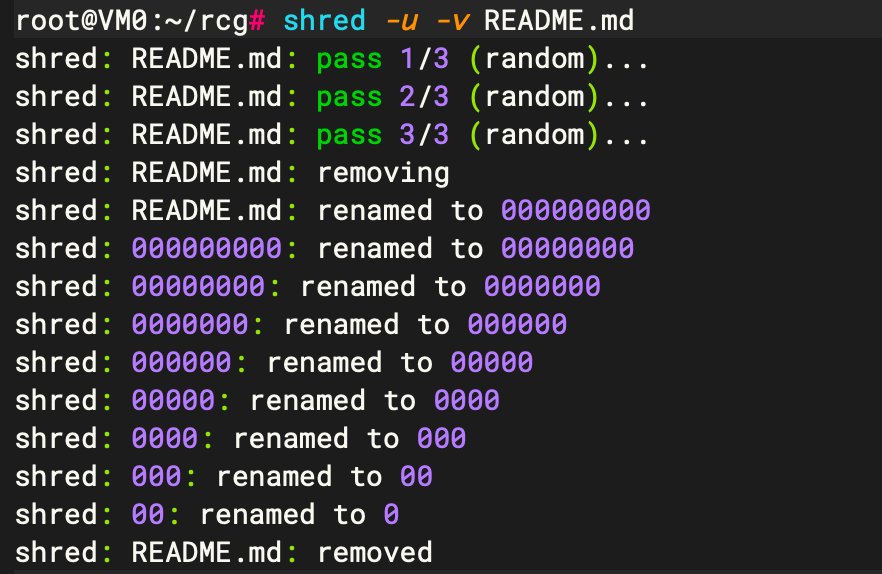 root@VM0:~/rcg# shred -u -v README.md
shred: README.md: pass 1/3 (random)...
shred: README.md: pass 2/3 (random)...
shred: README.md: pass 3/3 (random)...
shred: README.md: removing
shred: README.md: renamed to 000000000
shred: 000000000: renamed to 00000000
shred: 00000000: renamed to 0000000
shred: 0000000: renamed to 000000
shred: 000000: renamed to 00000
shred: 00000: renamed to 0000
shred: 0000: renamed to 000
shred: 000: renamed to 00
shred: 00: renamed to 0
shred: README.md: removed